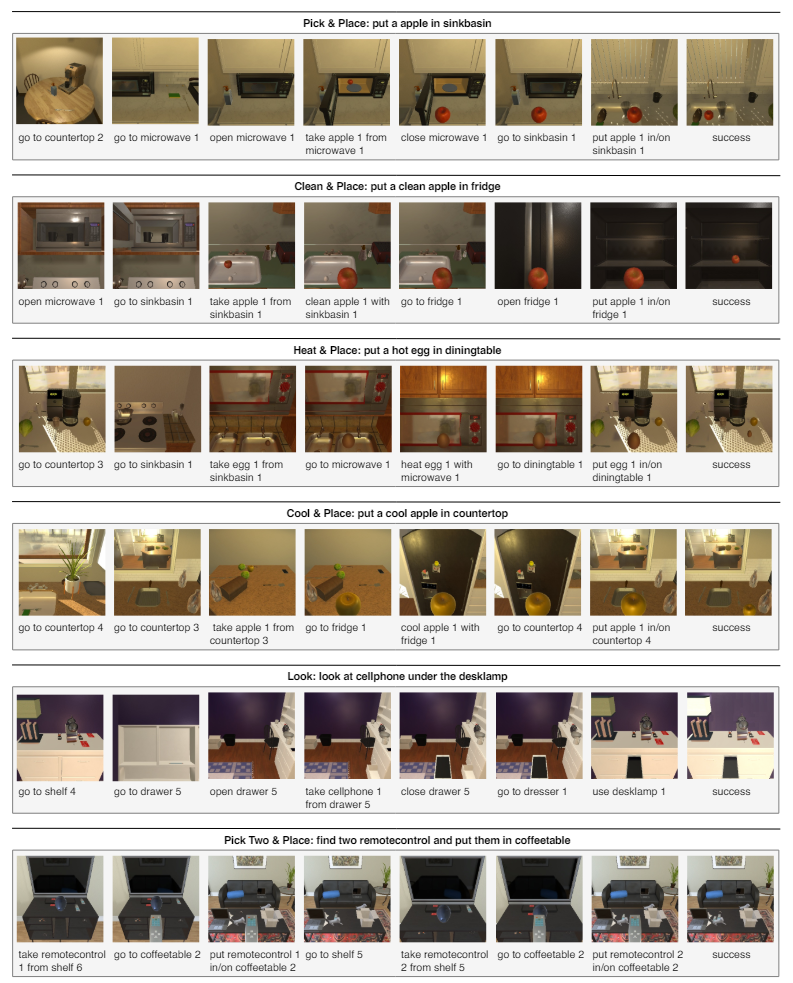 Pick & Place: put a apple in sinkbasin
go to countertop 2
go to microwave 1
open microwave 1
take apple 1 from
microwave 1
close microwave 1
go to sinkbasin 1
put apple 1 in/on
sinkbasin 1
success
Clean & Place: put a clean apple in fridge
open microwave 1
go to sinkbasin 1
take apple 1 from
sinkbasin 1
clean apple 1 with
sinkbasin 1
go to fridge 1
open fridge 1
put apple 1 in/on
fridge 1
success
Heat & Place: put a hot egg in diningtable
go to countertop 3
go to sinkbasin 1
take egg 1 from
sinkbasin 1
go to microwave 1
heat egg 1 with
microwave 1
go to diningtable 1
put egg 1 in/on
diningtable 1
success
Cool & Place: put a cool apple in countertop
go to countertop 4
go to countertop 3
take apple 1 from
countertop 3
go to fridge 1
cool apple 1 with
fridge 1
go to countertop 4
put apple 1 in/on
countertop 4
success
Look: look at cellphone under the desklamp
go to shelf 4
go to drawer 5
open drawer 5
take cellphone 1
from drawer 5
close drawer 5
go to dresser 1
use desklamp 1
success
Pick Two & Place: find two remotecontrol and put them in coffeetable
take remotecontrol
1 from shelf 6
go to coffeetable 2
put remotecontrol 1
in/on coffeetable 2
go to shelf 5
take remotecontrol
2 from shelf 5
go to coffeetable 2
put remotecontrol 2
in/on coffeetable 2
success